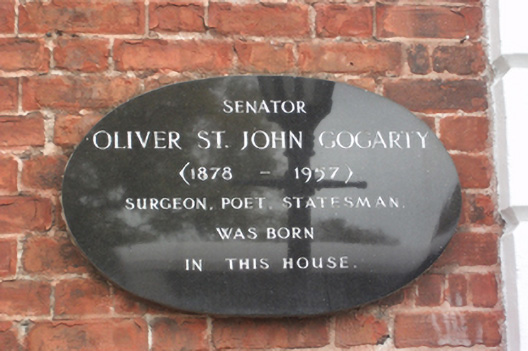 SENATOR
OLIVER ST. JOHN GOGARTY
(1878 – 1957)
SURGEON, POET, STATESMAN.
WAS BORN
IN THIS HOUSE.